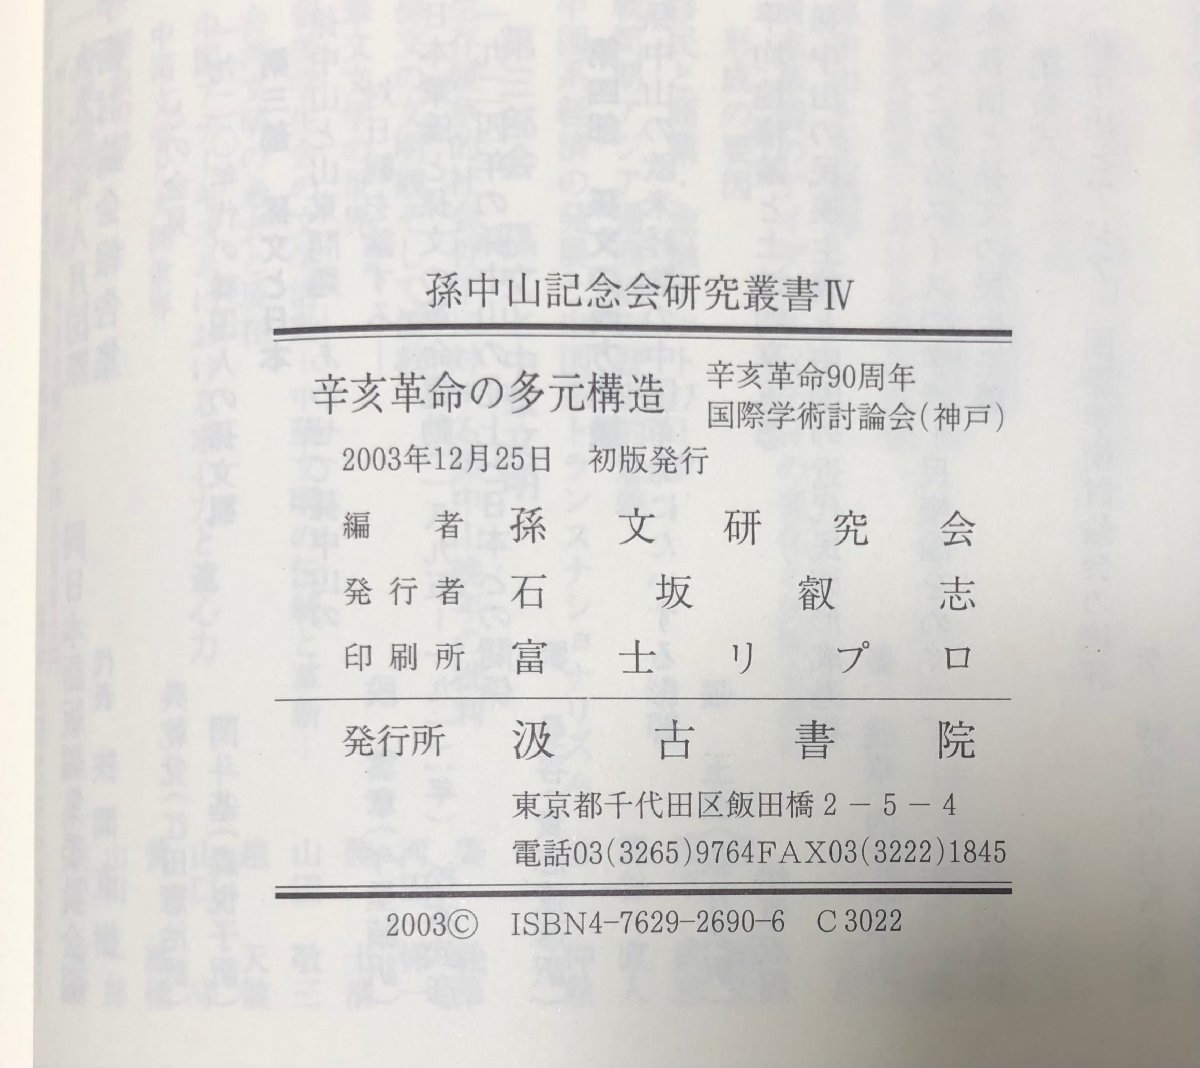 孫中山記念会研究叢書Ⅳ
辛亥革命の多元構造
辛亥革命90周年
国際学術討論会(神戸)
2003年12月25日 初版発行
編者 孫文研究会
発行者 石坂叡志
印刷所 富士リプロ
発行所 汲古書院
東京都千代田区飯田橋2-5-4
電話03(3265)9764FAX03(3222)1845
2003© ISBN4-7629-2690-6 C3022